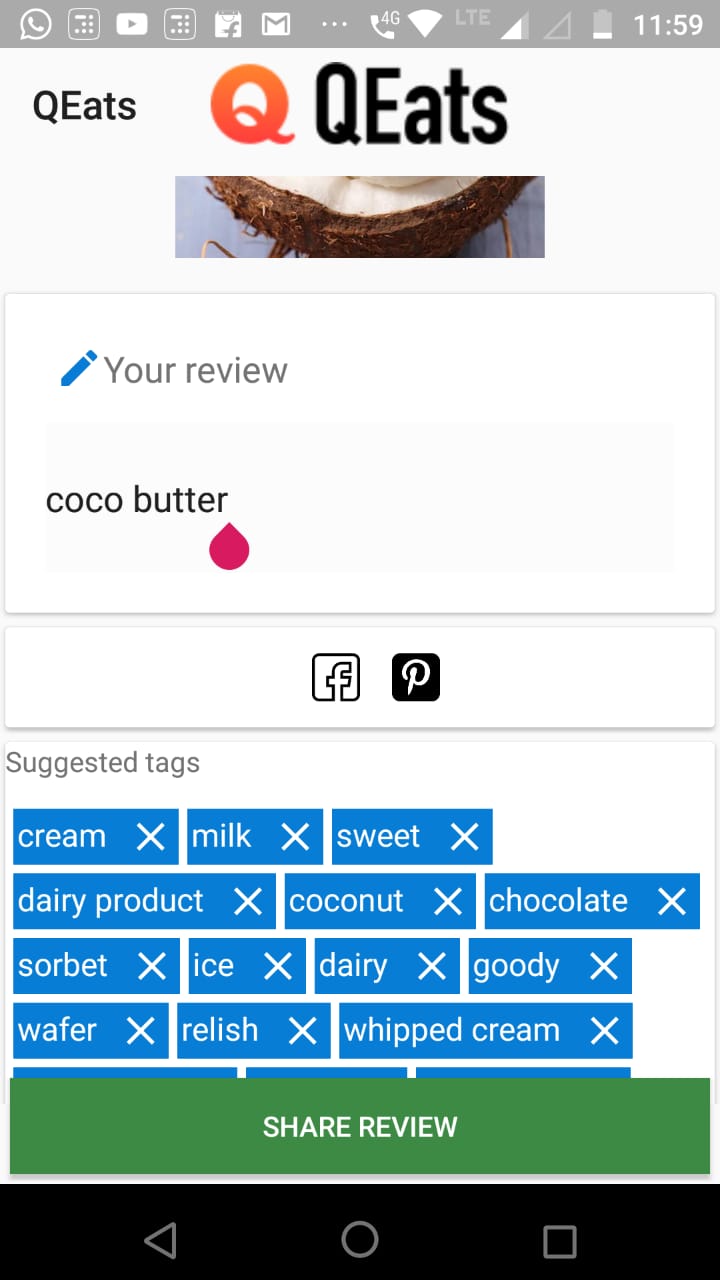 4G LTE 11:59
QEats QEats
Your review
coco butter
Suggested tags
cream milk sweet
dairy product coconut chocolate
sorbet ice dairy goody
wafer relish whipped cream
SHARE REVIEW